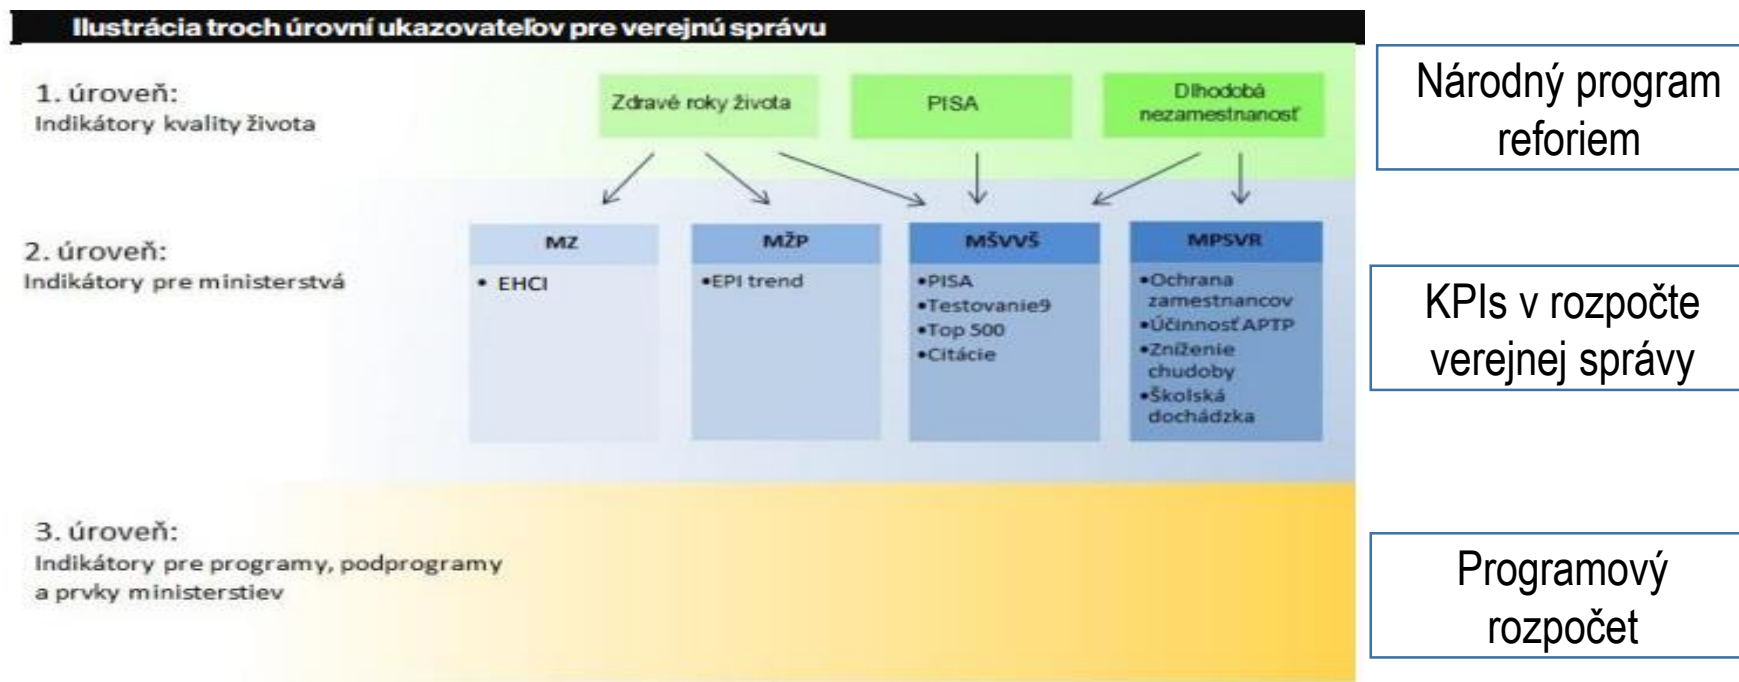 Ilustrácia troch úrovní ukazovateľov pre verejnú správu
1. úroveň:
Indikátory kvality života
Zdravé roky života
PISA
Dlhodobá
nezamestnanosť
Národný program
reforiem
2. úroveň:
Indikátory pre ministerstvá
MZ
• EHCI
MŽP
•EPI trend
MŠVVŠ
•PISA
•Testovanie9
•Top 500
•Citácie
MPSVR
•Ochrana
zamestnancov
•Účinnosť APTP
•Zníženie
chudoby
•Školská
dochádzka
KPIs v rozpočte
verejnej správy
3. úroveň:
Indikátory pre programy, podprogramy
a prvky ministerstiev
Programový
rozpočet